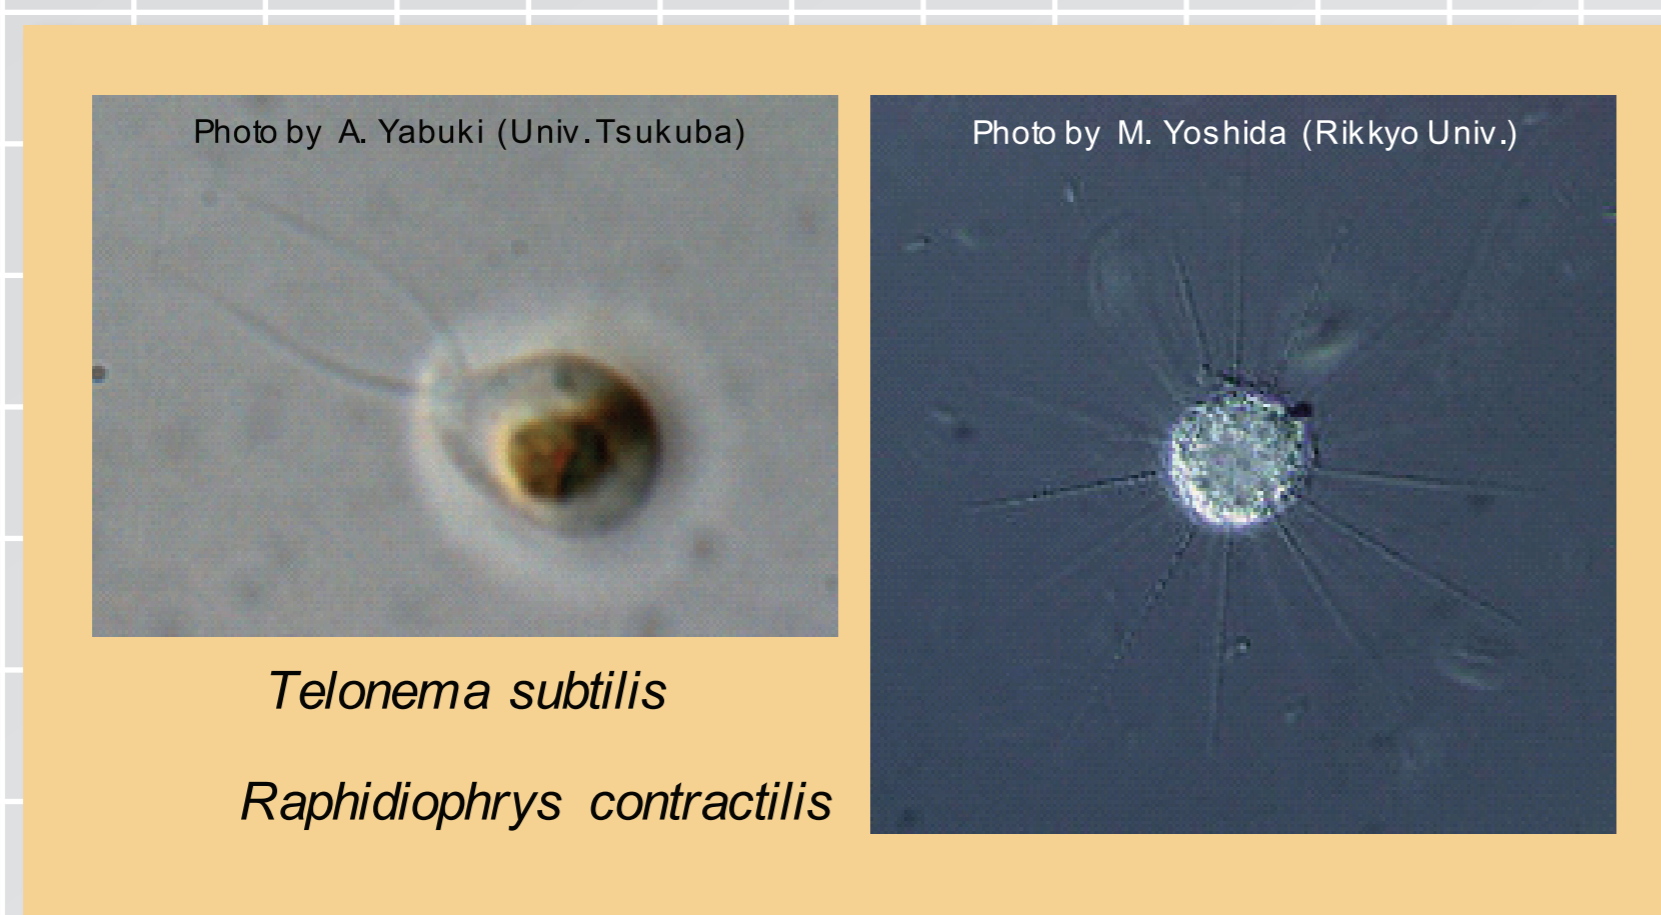 Photo by A. Yabuki (Univ. Tsukuba)
Photo by M. Yoshida (Rikkyo Univ.)
Telonema subtilis
Raphidiophrys contractilis